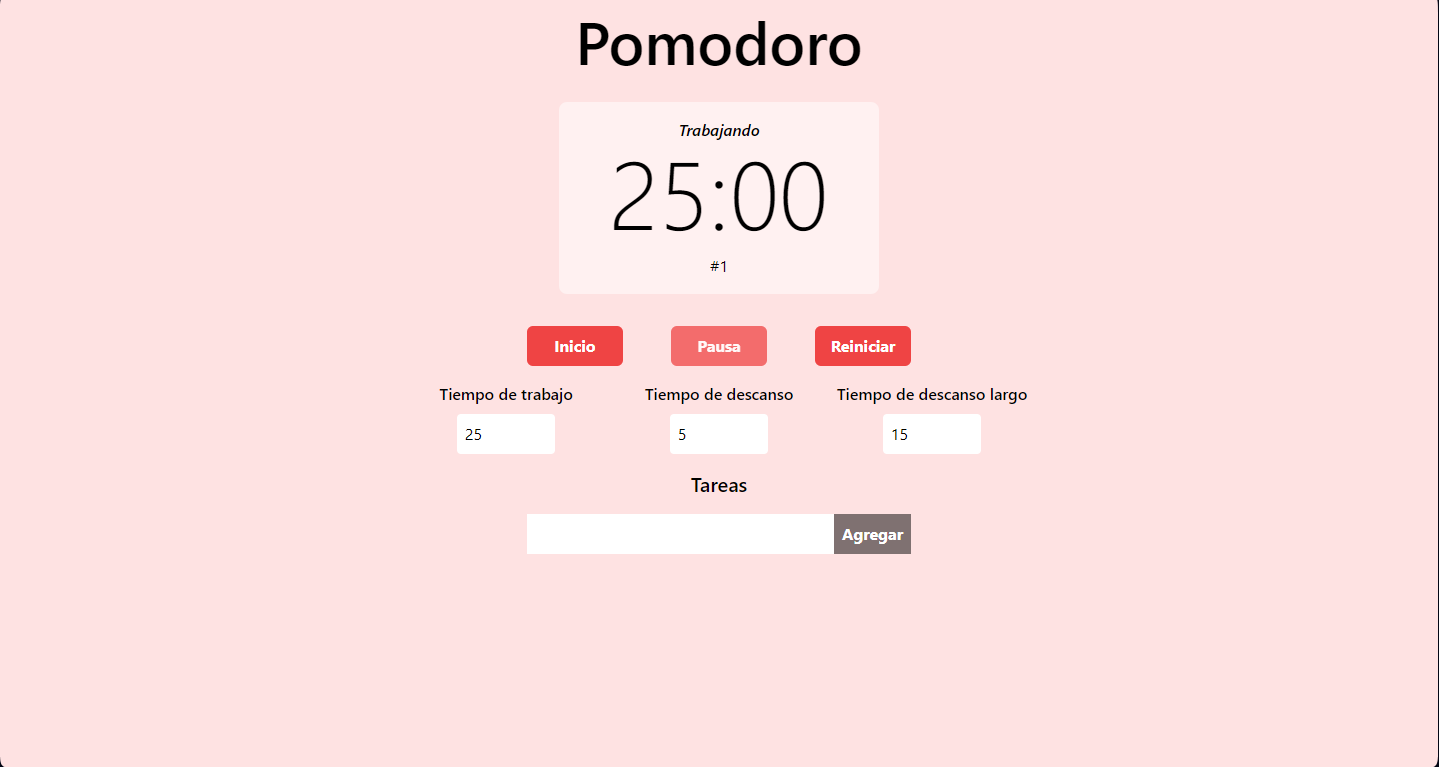 Pomodoro
Trabajando
25:00
#1
Inicio Pausa Reiniciar
Tiempo de trabajo Tiempo de descanso Tiempo de descanso largo
25 5 15
Tareas
Agregar